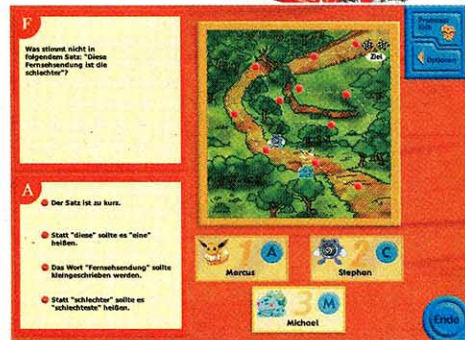 F
Was stimmt nicht in
folgendem Satz: "Diese
Fernsehsendung ist die
schlechter"?
Ziel
Optionen
A
Der Satz ist zu kurz.
Statt "diese" sollte es "eine"
heißen.
Das Wort "Fernsehsendung" sollte
kleingeschrieben werden.
Statt "schlechter" sollte es
"schlechteste" heißen.
1 A
Marcus
2 C
Stephan
3 M
Michael
Ende